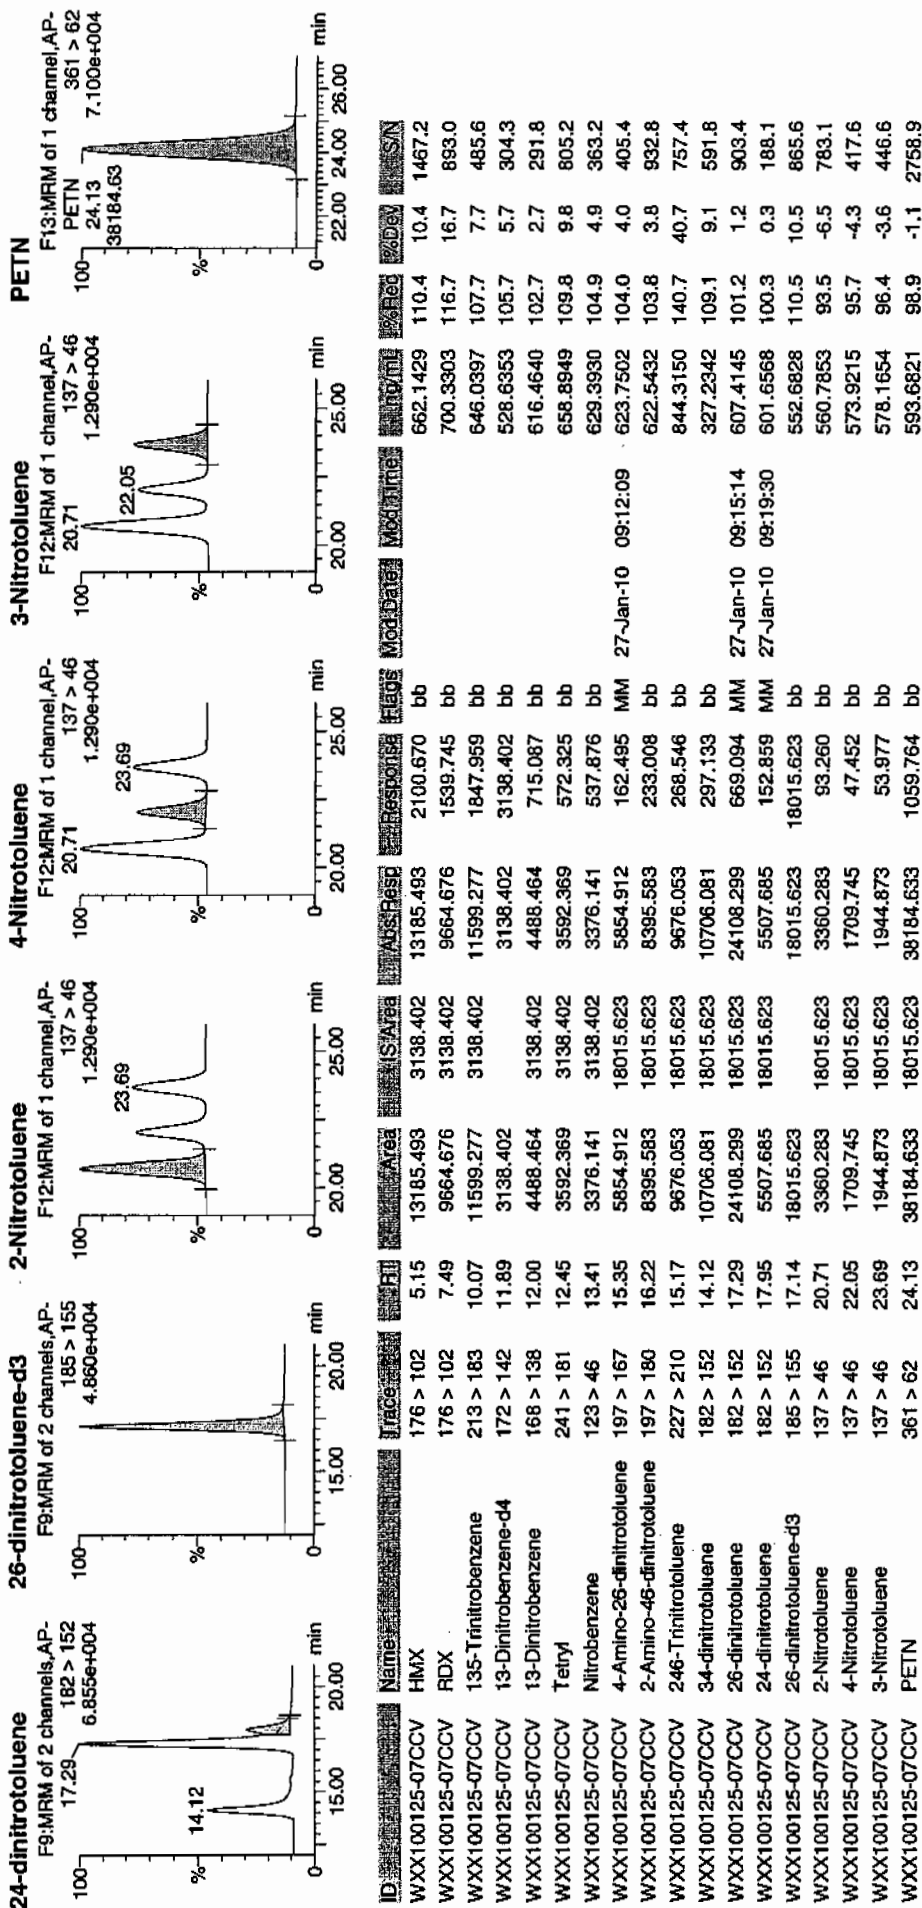 24-dinitrotoluene
F9:MRM of 2 channels,AP-
182 > 152
6.855e+004
17.29
14.12
100
%
0
15.00 20.00 min
26-dinitrotoluene-d3
F9:MRM of 2 channels,AP-
185 > 155
4.860e+004
100
%
0
15.00 20.00 min
2-Nitrotoluene
F12:MRM of 1 channel,AP-
137 > 46
1.290e+004
23.69
100
%
0
20.00 25.00 min
4-Nitrotoluene
F12:MRM of 1 channel,AP-
20.71 137 > 46
1.290e+004
23.69
100
%
0
20.00 25.00 min
3-Nitrotoluene
F12:MRM of 1 channel,AP-
20.71 137 > 46
1.290e+004
22.05
100
%
0
20.00 25.00 min
PETN
F13:MRM of 1 channel,AP-
PETN 361 > 62
24.13 7.100e+004
38184.63
100
%
0
22.00 24.00 26.00 min
ID Name Trace RT Area IS Area Abs.Resp Response Flags Mod.Date Mod.Time ng/mL %Rec %Dev S/N
WXX100125-07CCV HMX 176 > 102 5.15 13185.493 3138.402 13185.493 2100.670 bb 662.1429 110.4 10.4 1467.2
WXX100125-07CCV RDX 176 > 102 7.49 9664.676 3138.402 9664.676 1539.745 bb 700.3303 116.7 16.7 893.0
WXX100125-07CCV 135-Trinitrobenzene 213 > 183 10.07 11599.277 3138.402 11599.277 1847.959 bb 646.0397 107.7 7.7 485.6
WXX100125-07CCV 13-Dinitrobenzene-d4 172 > 142 11.89 3138.402 3138.402 3138.402 bb 528.6353 105.7 5.7 304.3
WXX100125-07CCV 13-Dinitrobenzene 168 > 138 12.00 4488.464 3138.402 4488.464 715.087 bb 616.4640 102.7 2.7 291.8
WXX100125-07CCV Tetryl 241 > 181 12.45 3592.369 3138.402 3592.369 572.325 bb 658.8949 109.8 9.8 805.2
WXX100125-07CCV Nitrobenzene 123 > 46 13.41 3376.141 3138.402 3376.141 537.876 bb 629.3930 104.9 4.9 363.2
WXX100125-07CCV 4-Amino-26-dinitrotoluene 197 > 167 15.35 5854.912 18015.623 5854.912 162.495 MM 27-Jan-10 09:12:09 623.7502 104.0 4.0 405.4
WXX100125-07CCV 2-Amino-46-dinitrotoluene 197 > 180 16.22 8395.583 18015.623 8395.583 233.008 bb 622.5432 103.8 3.8 932.8
WXX100125-07CCV 246-Trinitrotoluene 227 > 210 15.17 9676.053 18015.623 9676.053 268.546 bb 844.3150 140.7 40.7 757.4
WXX100125-07CCV 34-dinitrotoluene 182 > 152 14.12 10706.081 18015.623 10706.081 297.133 bb 327.2342 109.1 9.1 591.8
WXX100125-07CCV 26-dinitrotoluene 182 > 152 17.29 24108.299 18015.623 24108.299 669.094 MM 27-Jan-10 09:15:14 607.4145 101.2 1.2 903.4
WXX100125-07CCV 24-dinitrotoluene 182 > 152 17.95 5507.685 18015.623 5507.685 152.859 MM 27-Jan-10 09:19:30 601.6568 100.3 0.3 188.1
WXX100125-07CCV 26-dinitrotoluene-d3 185 > 155 17.14 18015.623 18015.623 18015.623 bb 552.6828 110.5 10.5 865.6
WXX100125-07CCV 2-Nitrotoluene 137 > 46 20.71 3360.283 18015.623 3360.283 93.260 bb 560.7853 93.5 -6.5 783.1
WXX100125-07CCV 4-Nitrotoluene 137 > 46 22.05 1709.745 18015.623 1709.745 47.452 bb 573.9215 95.7 -4.3 417.6
WXX100125-07CCV 3-Nitrotoluene 137 > 46 23.69 1944.873 18015.623 1944.873 53.977 bb 578.1654 96.4 -3.6 446.6
WXX100125-07CCV PETN 361 > 62 24.13 38184.633 18015.623 38184.633 1059.764 bb 593.6821 98.9 -1.1 2758.9